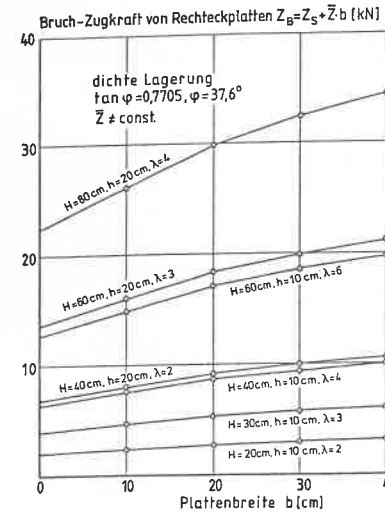 Bruch-Zugkraft von Rechteckplatten Z_B=Z_S+Z̅·b [kN]
40
dichte Lagerung
tan φ=0,7705, φ=37,6°
Z̅ ≠ const.
30
H=80cm, h=20cm, λ=4
20
H=60cm, h=20cm, λ=3
H=60cm, h=10cm, λ=6
10
H=40cm, h=20cm, λ=2
H=40cm, h=10cm, λ=4
H=30cm, h=10cm, λ=3
H=20cm, h=10cm, λ=2
0 10 20 30 4
Plattenbreite b [cm]